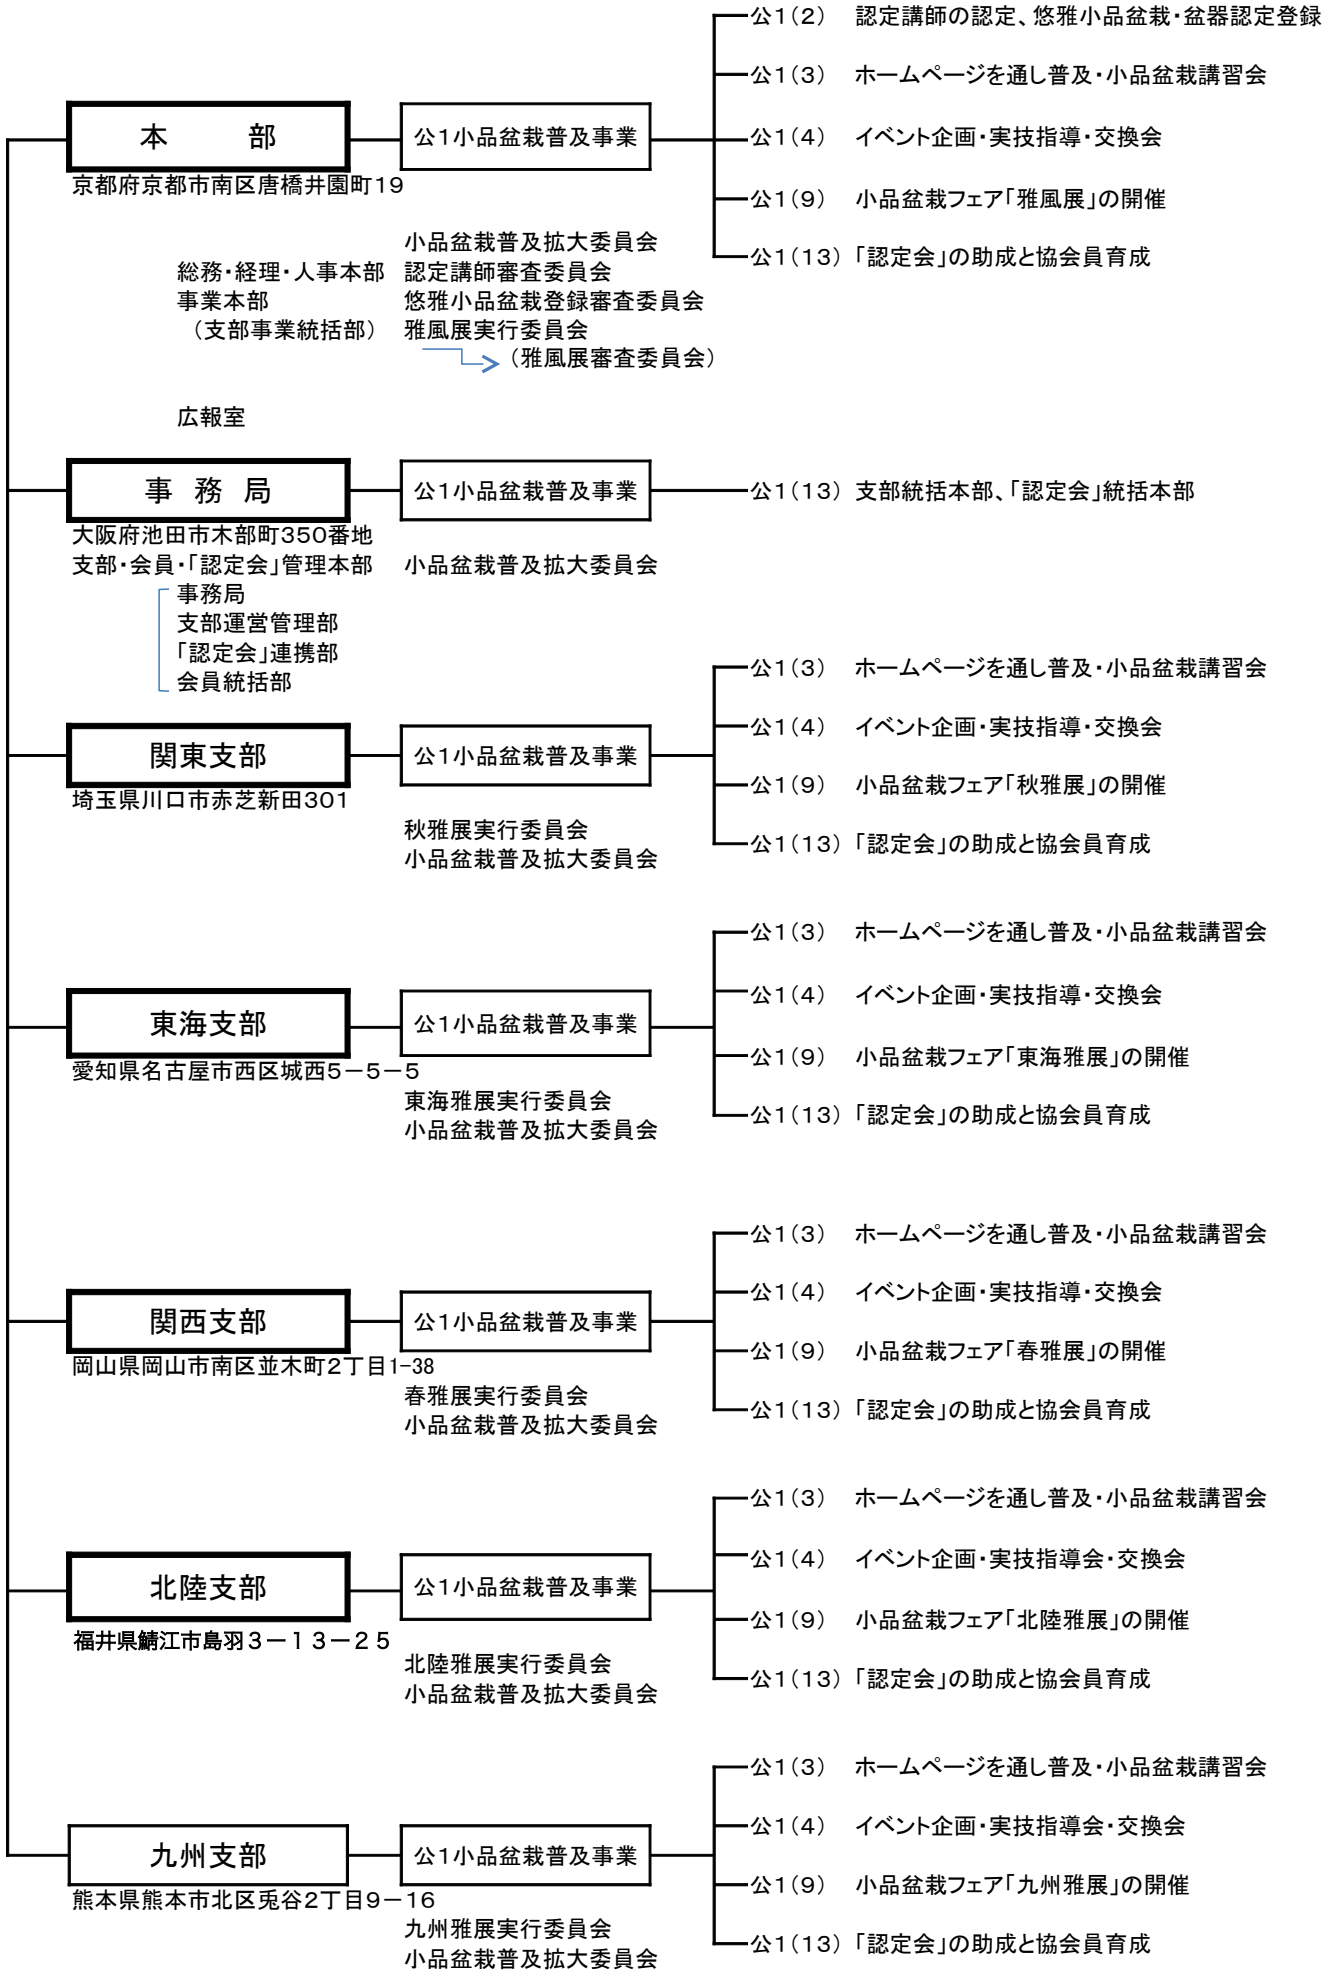 公1(2)　認定講師の認定、悠雅小品盆栽・盆器認定登録
公1(3)　ホームページを通し普及・小品盆栽講習会
本　　部
公1小品盆栽普及事業
公1(4)　イベント企画・実技指導・交換会
京都府京都市南区唐橋井園町19
公1(9)　小品盆栽フェア「雅風展」の開催
小品盆栽普及拡大委員会
公1(13)「認定会」の助成と協会員育成
総務・経理・人事本部
認定講師審査委員会
事業本部
悠雅小品盆栽登録審査委員会
(支部事業統括部)
雅風展実行委員会
(雅風展審査委員会)
広報室
事　務　局
公1小品盆栽普及事業
公1(13) 支部統括本部、「認定会」統括本部
大阪府池田市木部町350番地
支部・会員・「認定会」管理本部
小品盆栽普及拡大委員会
事務局
支部運営管理部
「認定会」連携部
会員統括部
公1(3)　ホームページを通し普及・小品盆栽講習会
公1(4)　イベント企画・実技指導・交換会
関東支部
公1小品盆栽普及事業
公1(9)　小品盆栽フェア「秋雅展」の開催
埼玉県川口市赤芝新田301
秋雅展実行委員会
公1(13)「認定会」の助成と協会員育成
小品盆栽普及拡大委員会
公1(3)　ホームページを通し普及・小品盆栽講習会
公1(4)　イベント企画・実技指導・交換会
東海支部
公1小品盆栽普及事業
公1(9)　小品盆栽フェア「東海雅展」の開催
愛知県名古屋市西区城西5－5－5
東海雅展実行委員会
公1(13)「認定会」の助成と協会員育成
小品盆栽普及拡大委員会
公1(3)　ホームページを通し普及・小品盆栽講習会
公1(4)　イベント企画・実技指導・交換会
関西支部
公1小品盆栽普及事業
公1(9)　小品盆栽フェア「春雅展」の開催
岡山県岡山市南区並木町2丁目1-38
春雅展実行委員会
公1(13)「認定会」の助成と協会員育成
小品盆栽普及拡大委員会
公1(3)　ホームページを通し普及・小品盆栽講習会
公1(4)　イベント企画・実技指導会・交換会
北陸支部
公1小品盆栽普及事業
公1(9)　小品盆栽フェア「北陸雅展」の開催
福井県鯖江市島羽３－１３－２５
北陸雅展実行委員会
公1(13)「認定会」の助成と協会員育成
小品盆栽普及拡大委員会
公1(3)　ホームページを通し普及・小品盆栽講習会
公1(4)　イベント企画・実技指導会・交換会
九州支部
公1小品盆栽普及事業
公1(9)　小品盆栽フェア「九州雅展」の開催
熊本県熊本市北区兎谷2丁目9－16
九州雅展実行委員会
公1(13)「認定会」の助成と協会員育成
小品盆栽普及拡大委員会